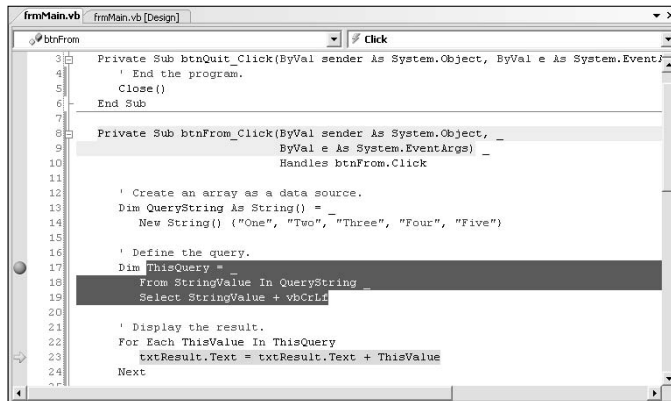 frmMain.vb frmMain.vb [Design]
btnFrom Click
3 Private Sub btnQuit_Click(ByVal sender As System.Object, ByVal e As System.EventA
4 ' End the program.
5 Close()
6 End Sub
7
8 Private Sub btnFrom_Click(ByVal sender As System.Object, _
9 ByVal e As System.EventArgs) _
10 Handles btnFrom.Click
11
12 ' Create an array as a data source.
13 Dim QueryString As String() = _
14 New String() {"One", "Two", "Three", "Four", "Five"}
15
16 ' Define the query.
17 Dim ThisQuery = _
18 From StringValue In QueryString _
19 Select StringValue + vbCrLf
20
21 ' Display the result.
22 For Each ThisValue In ThisQuery
23 txtResult.Text = txtResult.Text + ThisValue
24 Next